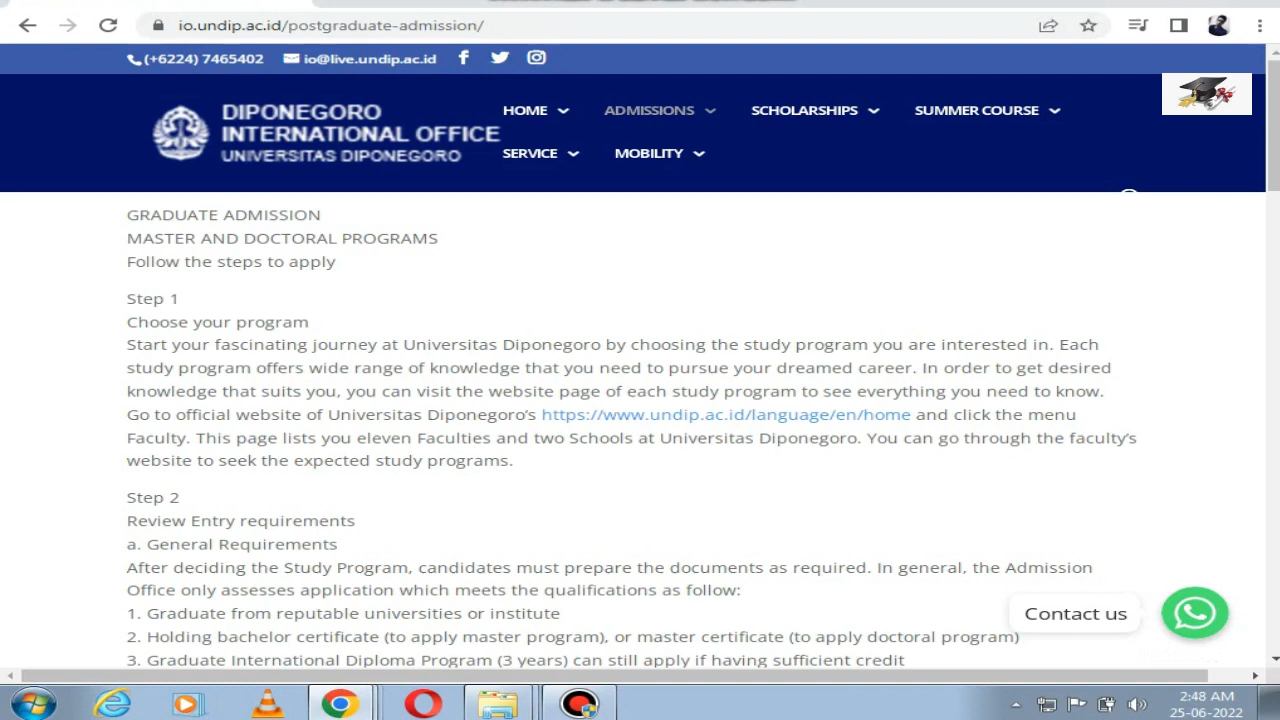 io.undip.ac.id/postgraduate-admission/
(+6224) 7465402 io@live.undip.ac.id
DIPONEGORO
INTERNATIONAL OFFICE
UNIVERSITAS DIPONEGORO
HOME ADMISSIONS SCHOLARSHIPS SUMMER COURSE
SERVICE MOBILITY
GRADUATE ADMISSION
MASTER AND DOCTORAL PROGRAMS
Follow the steps to apply
Step 1
Choose your program
Start your fascinating journey at Universitas Diponegoro by choosing the study program you are interested in. Each
study program offers wide range of knowledge that you need to pursue your dreamed career. In order to get desired
knowledge that suits you, you can visit the website page of each study program to see everything you need to know.
Go to official website of Universitas Diponegoro’s https://www.undip.ac.id/language/en/home and click the menu
Faculty. This page lists you eleven Faculties and two Schools at Universitas Diponegoro. You can go through the faculty’s
website to seek the expected study programs.
Step 2
Review Entry requirements
a. General Requirements
After deciding the Study Program, candidates must prepare the documents as required. In general, the Admission
Office only assesses application which meets the qualifications as follow:
1. Graduate from reputable universities or institute
2. Holding bachelor certificate (to apply master program), or master certificate (to apply doctoral program)
3. Graduate International Diploma Program (3 years) can still apply if having sufficient credit
Contact us
2:48 AM
25-06-2022